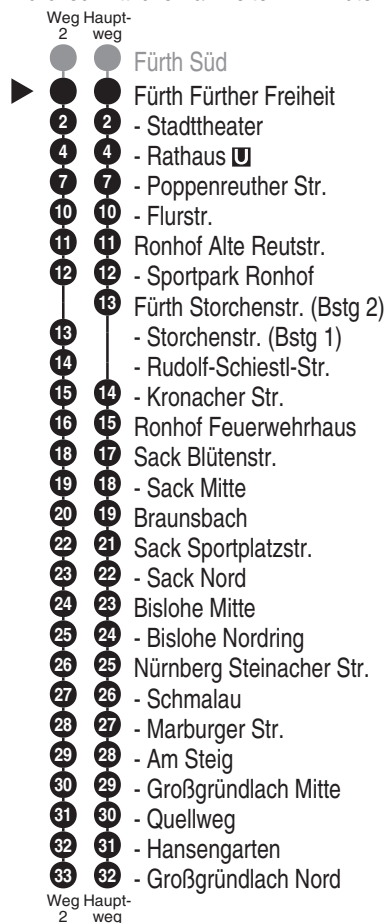 Weg Haupt-
2 weg
Fürth Süd
Fürth Fürther Freiheit
2 2 - Stadttheater
4 4 - Rathaus U
7 7 - Poppenreuther Str.
10 10 - Flurstr.
11 11 Ronhof Alte Reutstr.
12 12 - Sportpark Ronhof
13 Fürth Storchenstr. (Bstg 2)
13 - Storchenstr. (Bstg 1)
14 - Rudolf-Schiestl-Str.
15 14 - Kronacher Str.
16 15 Ronhof Feuerwehrhaus
18 17 Sack Blütenstr.
19 18 - Sack Mitte
20 19 Braunsbach
22 21 Sack Sportplatzstr.
23 22 - Sack Nord
24 23 Bislohe Mitte
25 24 - Bislohe Nordring
26 25 Nürnberg Steinacher Str.
27 26 - Schmalau
28 27 - Marburger Str.
29 28 - Am Steig
30 29 - Großgründlach Mitte
31 30 - Quellweg
32 31 - Hansengarten
33 32 - Großgründlach Nord
Weg Haupt-
2 weg